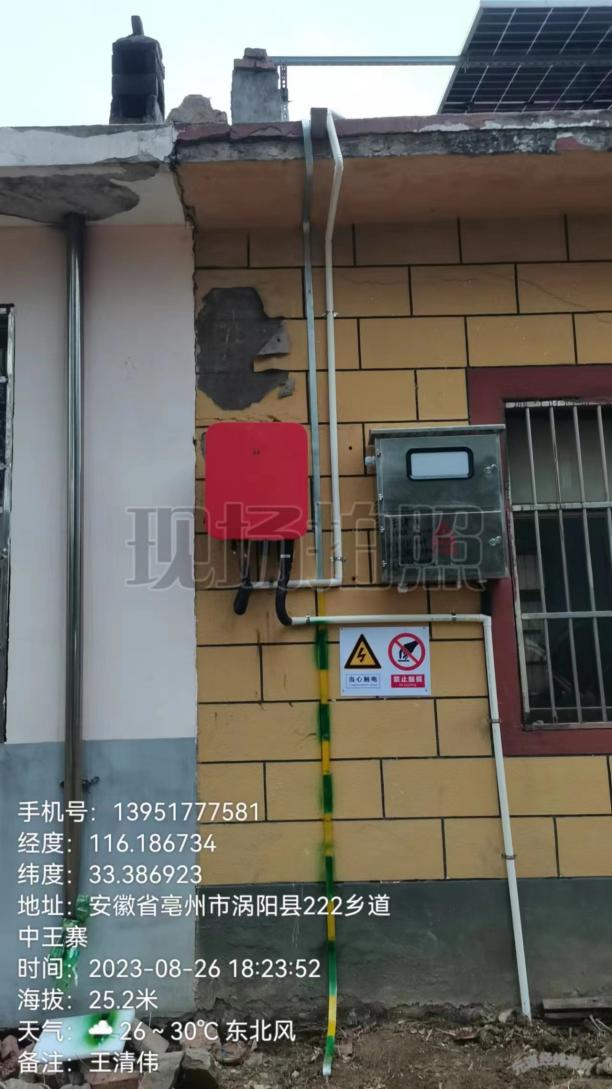 现场拍照
当心触电
禁止触摸
手机号：13951777581
经度：116.186734
纬度：33.386923
地址：安徽省亳州市涡阳县222乡道
中王寨
时间：2023-08-26 18:23:52
海拔：25.2米
天气：26～30℃ 东北风
备注：王清伟